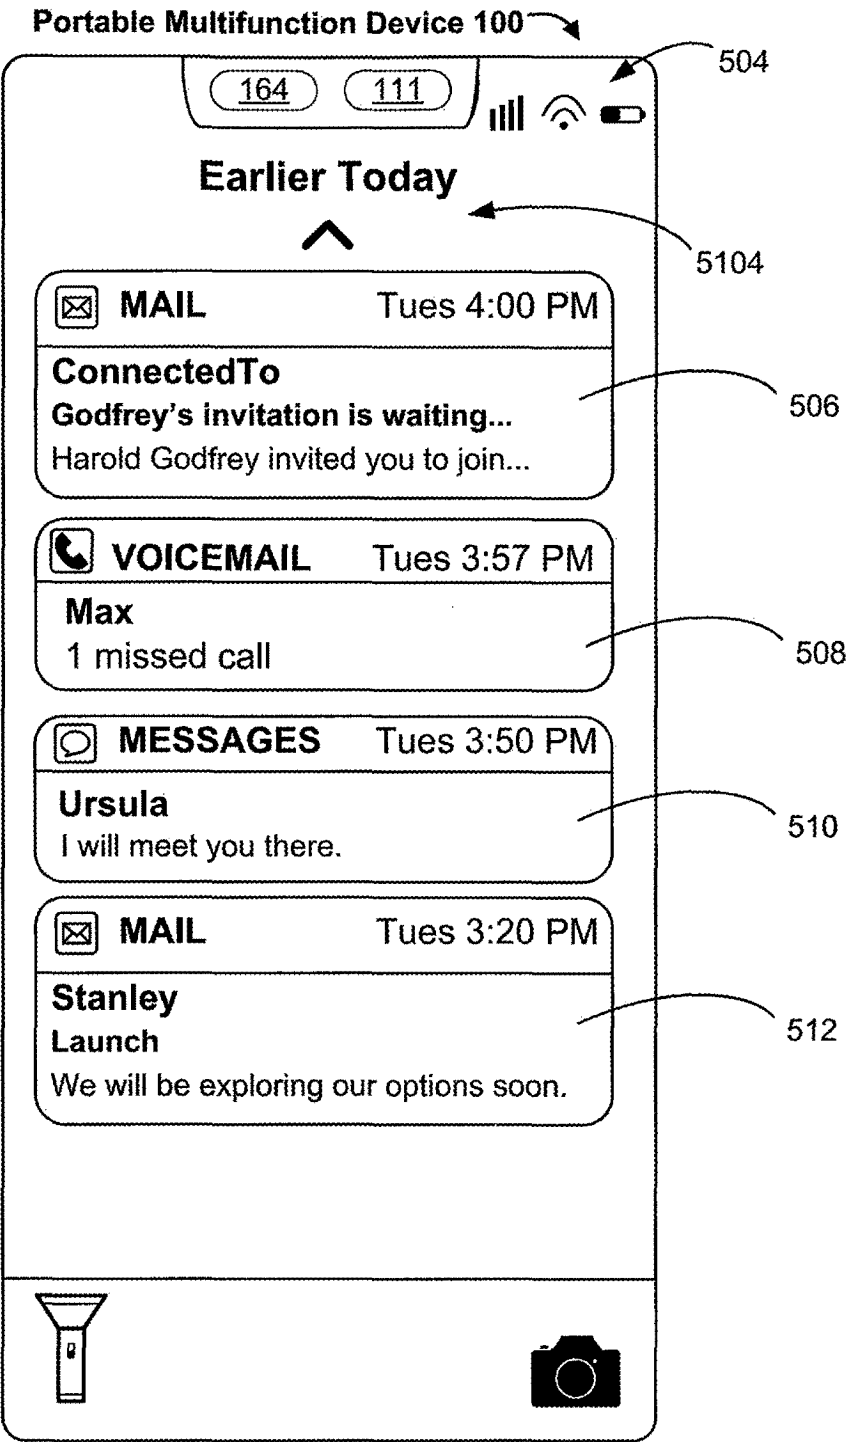 Portable Multifunction Device 100
504
164 111
Earlier Today
5104
MAIL Tues 4:00 PM
ConnectedTo
506
Godfrey's invitation is waiting...
Harold Godfrey invited you to join...
VOICEMAIL Tues 3:57 PM
Max
1 missed call
508
MESSAGES Tues 3:50 PM
Ursula
510
I will meet you there.
MAIL Tues 3:20 PM
Stanley
512
Launch
We will be exploring our options soon.